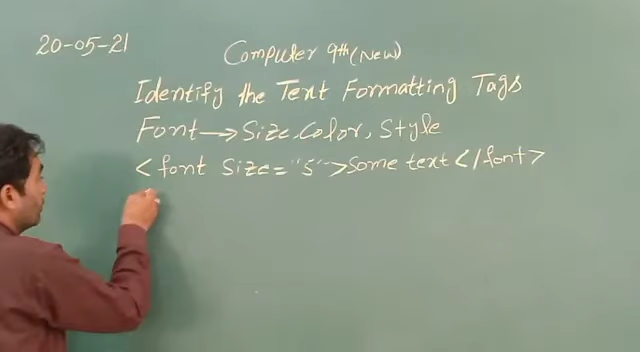 20-05-21
Computer 9th (New)
Identify the Text Formatting Tags
Font → Size, Color, Style
<font Size="5">Some text</font>